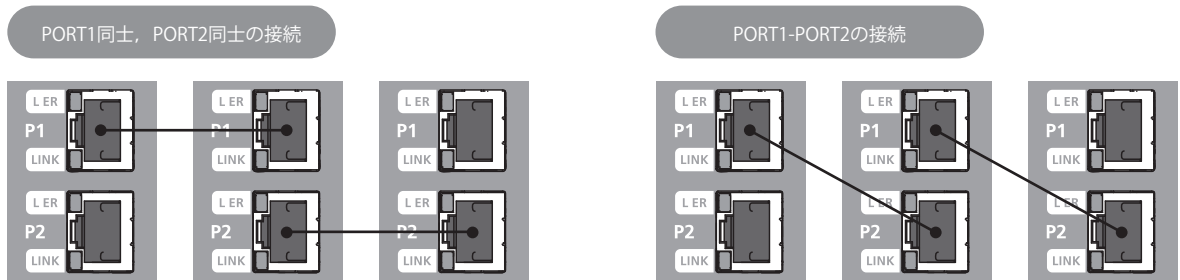 PORT1同士，PORT2同士の接続
L ER
P1
LINK
L ER
P2
LINK
L ER
P1
LINK
L ER
P2
LINK
L ER
P1
LINK
L ER
P2
LINK
PORT1-PORT2の接続
L ER
P1
LINK
L ER
P2
LINK
L ER
P1
LINK
L ER
P2
LINK
L ER
P1
LINK
L ER
P2
LINK